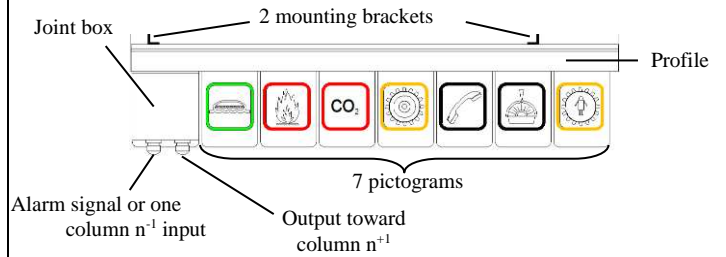 2 mounting brackets
Joint box
Profile
CO₂
7 pictograms
Alarm signal or one
column n⁻¹ input
Output toward
column n⁺¹